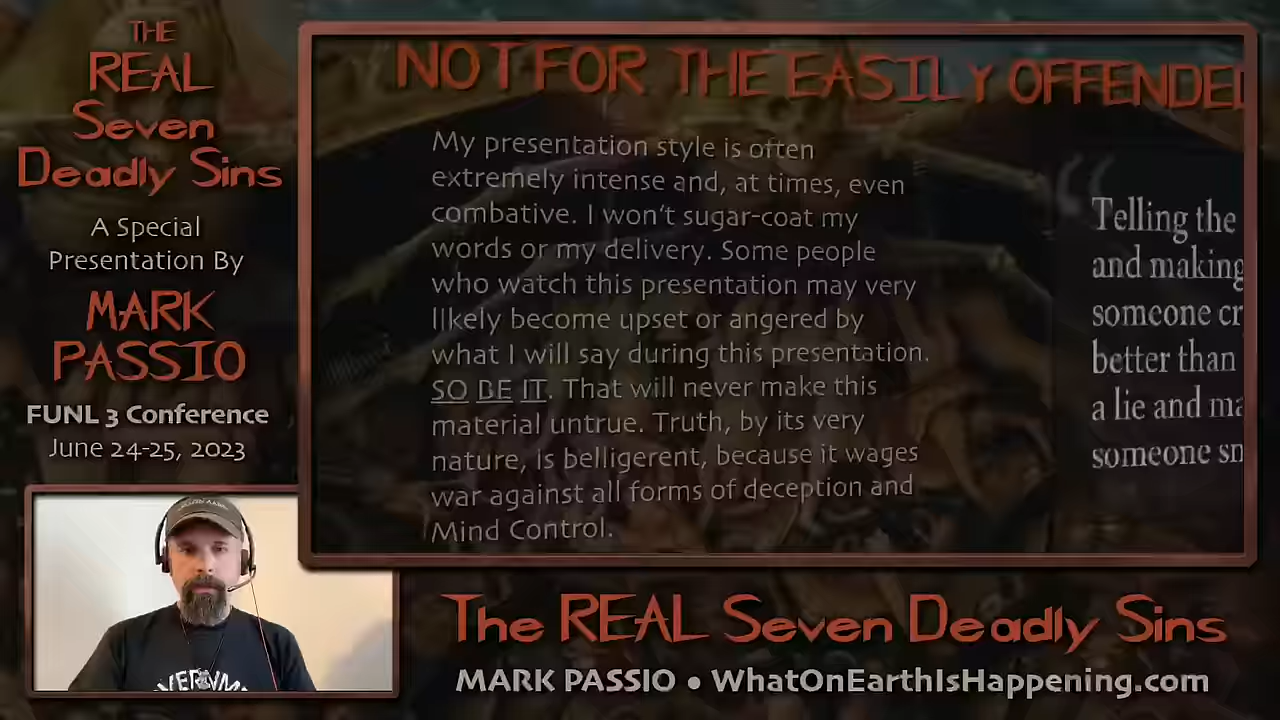 THE
REAL
Seven
Deadly Sins
A Special
Presentation By
MARK
PASSIO
FUNL 3 Conference
June 24-25, 2023
NOT FOR THE EASILY OFFENDED
My presentation style is often
extremely intense and, at times, even
combative. I won't sugar-coat my
words or my delivery. Some people
who watch this presentation may very
likely become upset or angered by
what I will say during this presentation.
SO BE IT. That will never make this
material untrue. Truth, by its very
nature, is belligerent, because it wages
war against all forms of deception and
Mind Control.
“
Telling the
and making
someone cr
better than
a lie and ma
someone sm
The REAL Seven Deadly Sins
MARK PASSIO • WhatOnEarthIsHappening.com